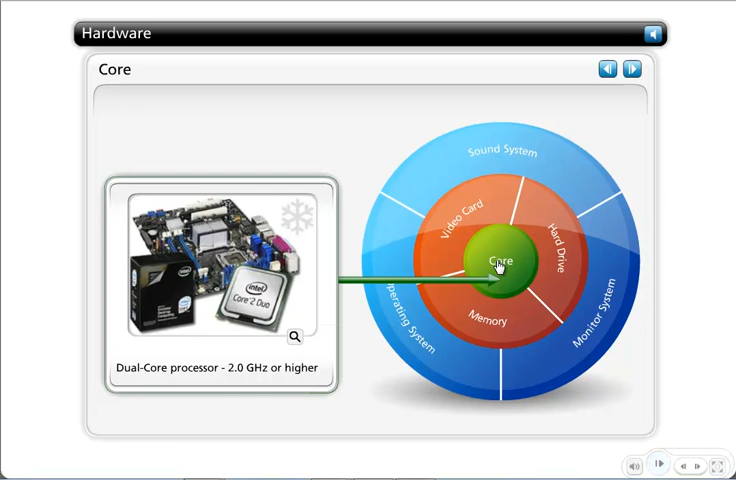 Hardware
Core
Sound System
Video Card
Hard Drive
Core
Memory
Operating System
Monitor System
intel
intel
Core 2 Duo
Dual-Core processor - 2.0 GHz or higher